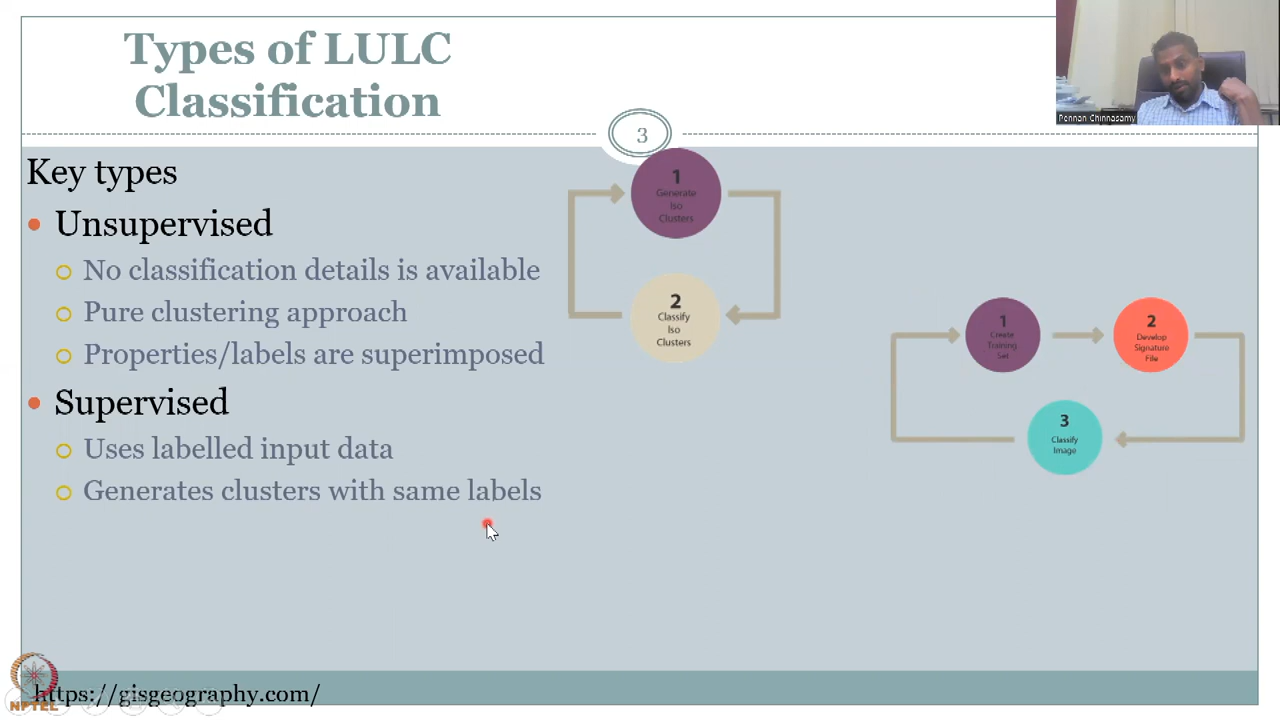 Types of LULC
Classification
Pennan Chinnasamy
3
Key types
Unsupervised
No classification details is available
Pure clustering approach
Properties/labels are superimposed
Supervised
Uses labelled input data
Generates clusters with same labels
1
Generate
Iso
Clusters
2
Classify
Iso
Clusters
1
Create
Training
Set
2
Develop
Signature
File
3
Classify
Image
https://gisgeography.com/
NPTEL